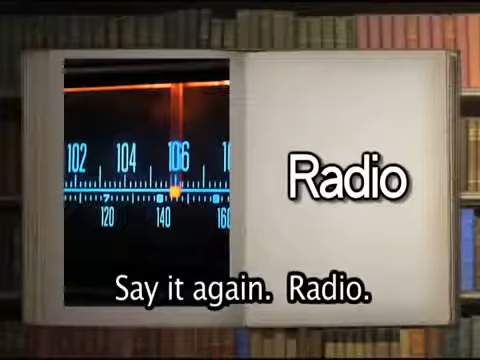 102 104 106
120 140 160
Radio
Say it again. Radio.